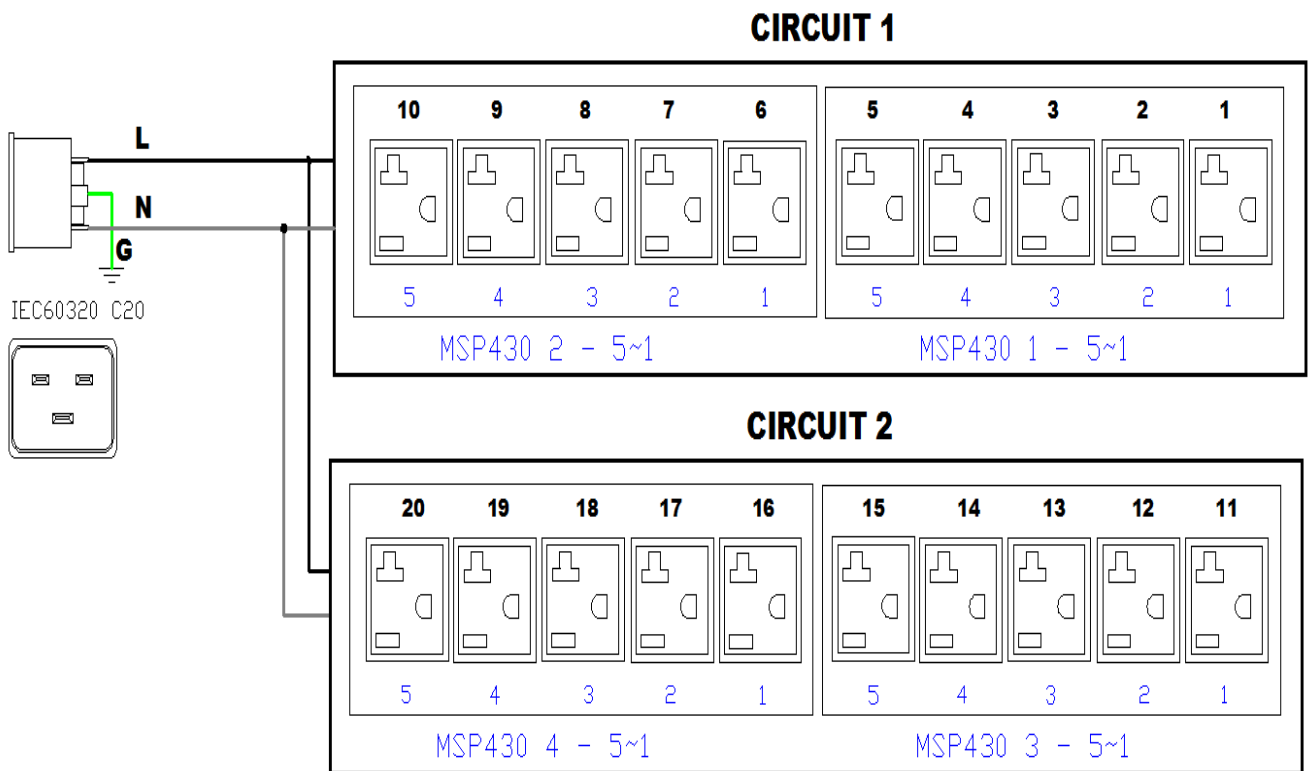 CIRCUIT 1
10 9 8 7 6 5 4 3 2 1
L
N
G
IEC60320 C20
5 4 3 2 1 5 4 3 2 1
MSP430 2 - 5~1 MSP430 1 - 5~1
CIRCUIT 2
20 19 18 17 16 15 14 13 12 11
5 4 3 2 1 5 4 3 2 1
MSP430 4 - 5~1 MSP430 3 - 5~1